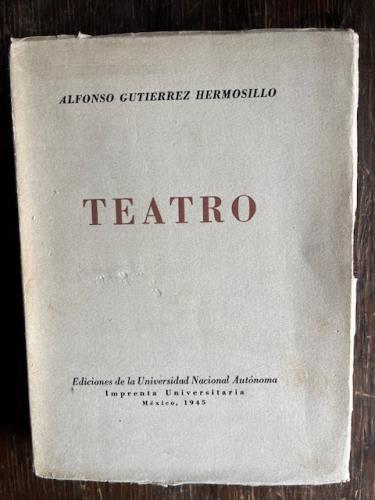 ALFONSO GUTIERREZ HERMOSILLO
TEATRO
Ediciones de la Universidad Nacional Autónoma
Imprenta Universitaria
México, 1945